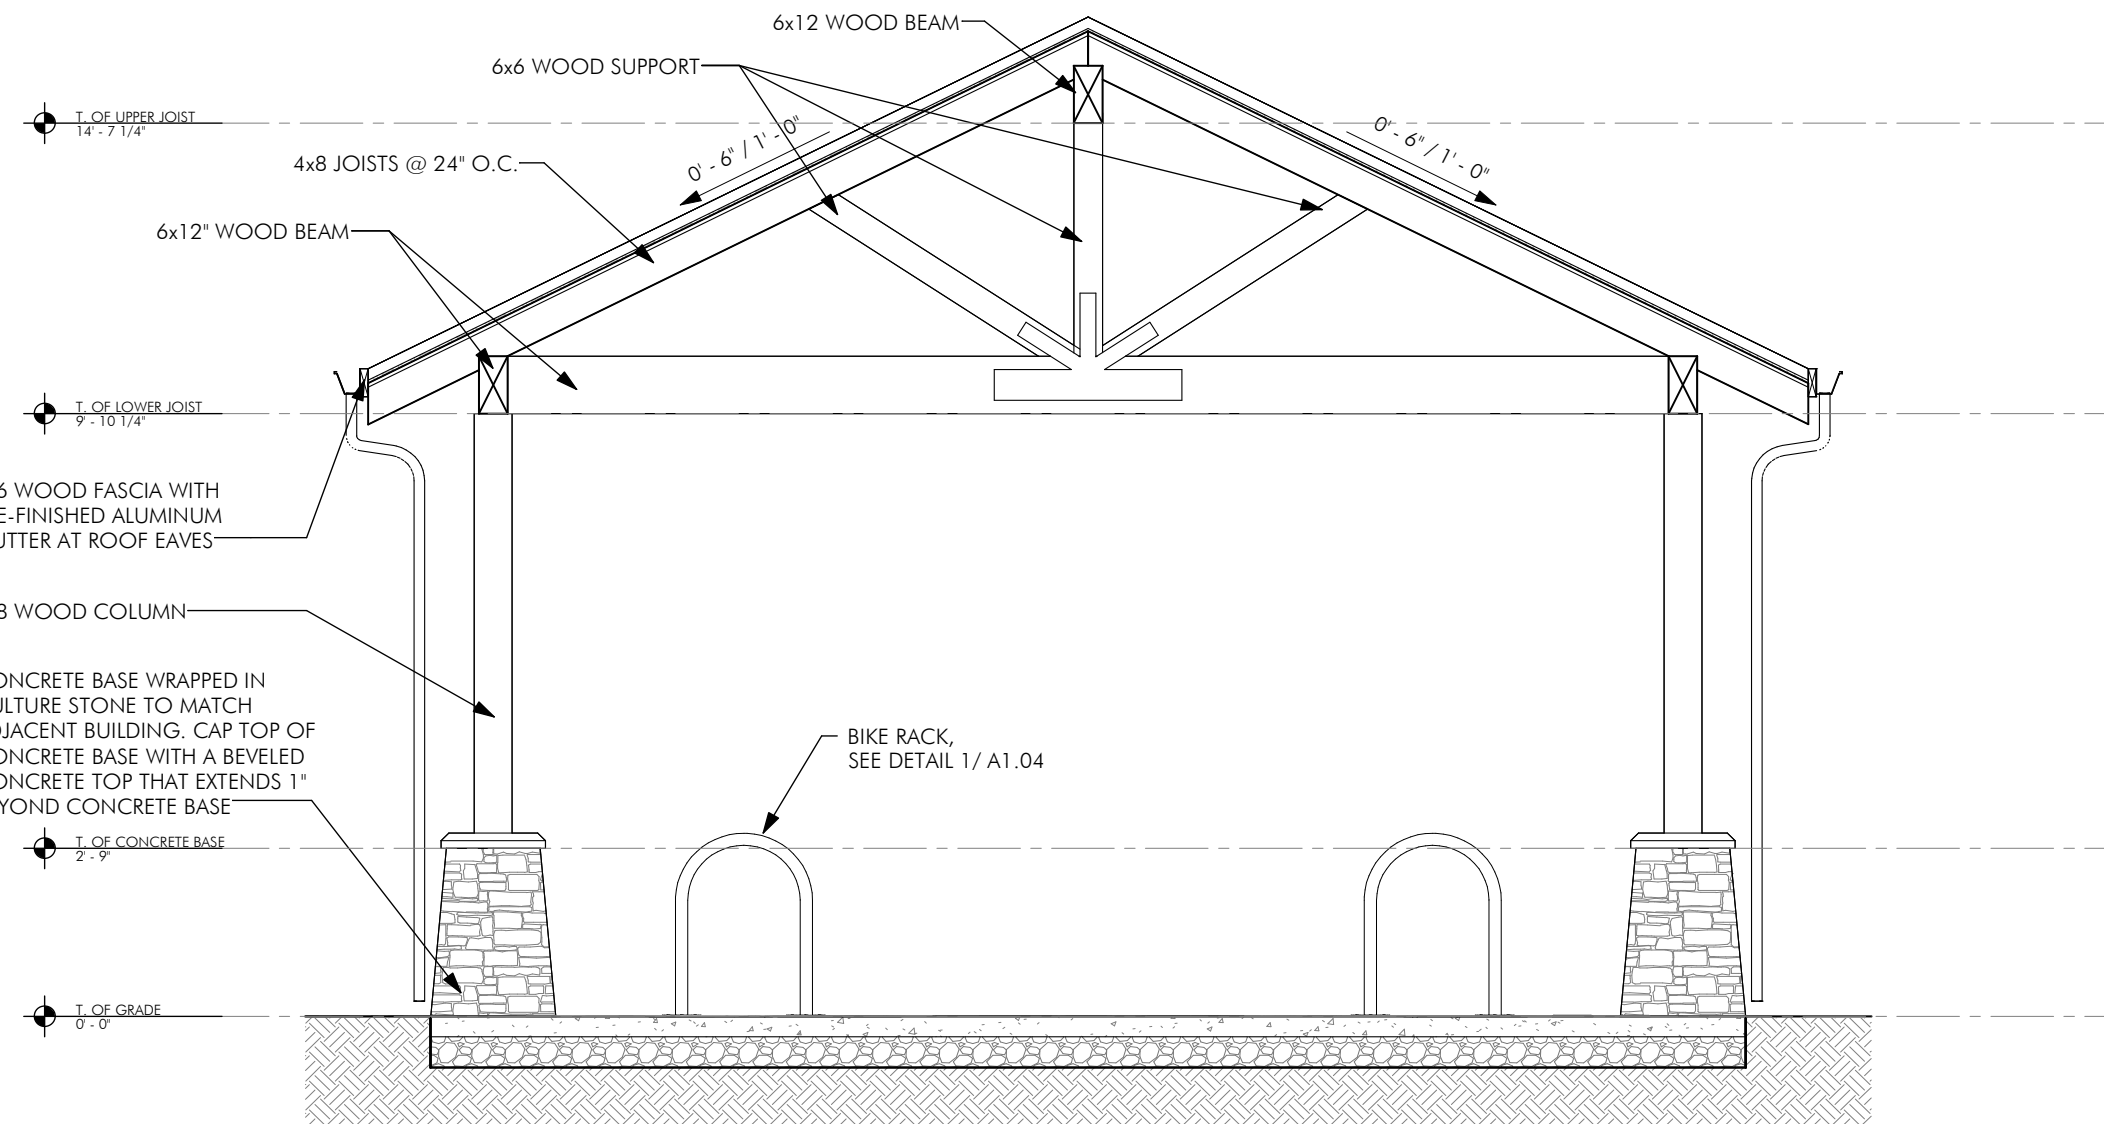 6x12 WOOD BEAM
6x6 WOOD SUPPORT
T. OF UPPER JOIST
14' - 7 1/4"
0' - 6" / 1' - 0"
0' - 6" / 1' - 0"
4x8 JOISTS @ 24" O.C.
6x12" WOOD BEAM
T. OF LOWER JOIST
9' - 10 1/4"
6 WOOD FASCIA WITH
E-FINISHED ALUMINUM
UTTER AT ROOF EAVES
8 WOOD COLUMN
ONCRETE BASE WRAPPED IN
ULTURE STONE TO MATCH
DJACENT BUILDING. CAP TOP OF
ONCRETE BASE WITH A BEVELED
ONCRETE TOP THAT EXTENDS 1"
YOND CONCRETE BASE
BIKE RACK,
SEE DETAIL 1/ A1.04
T. OF CONCRETE BASE
2' - 9"
T. OF GRADE
0' - 0"